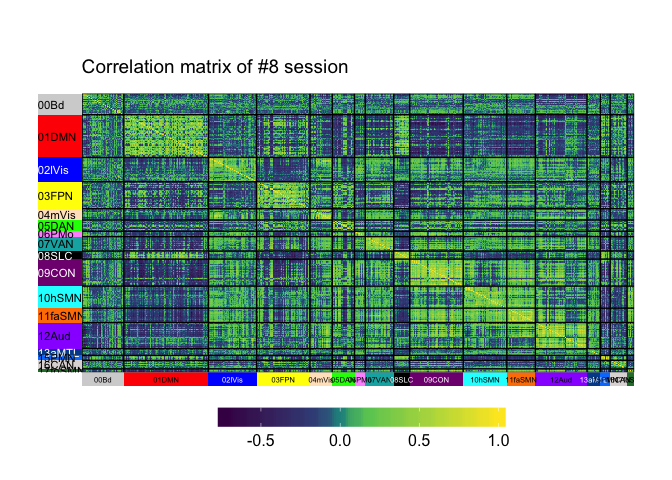 Correlation matrix of #8 session
00Bd
01DMN
02lVis
03FPN
04mVis
05DAN
06PMo
07VAN
08SLC
09CON
10hSMN
11faSMN
12Aud
13aMTL
00Bd 01DMN 02lVis 03FPN 04mVis 05DAN 07VAN 08SLC 09CON 10hSMN 11faSMN 12Aud
-0.5 0.0 0.5 1.0